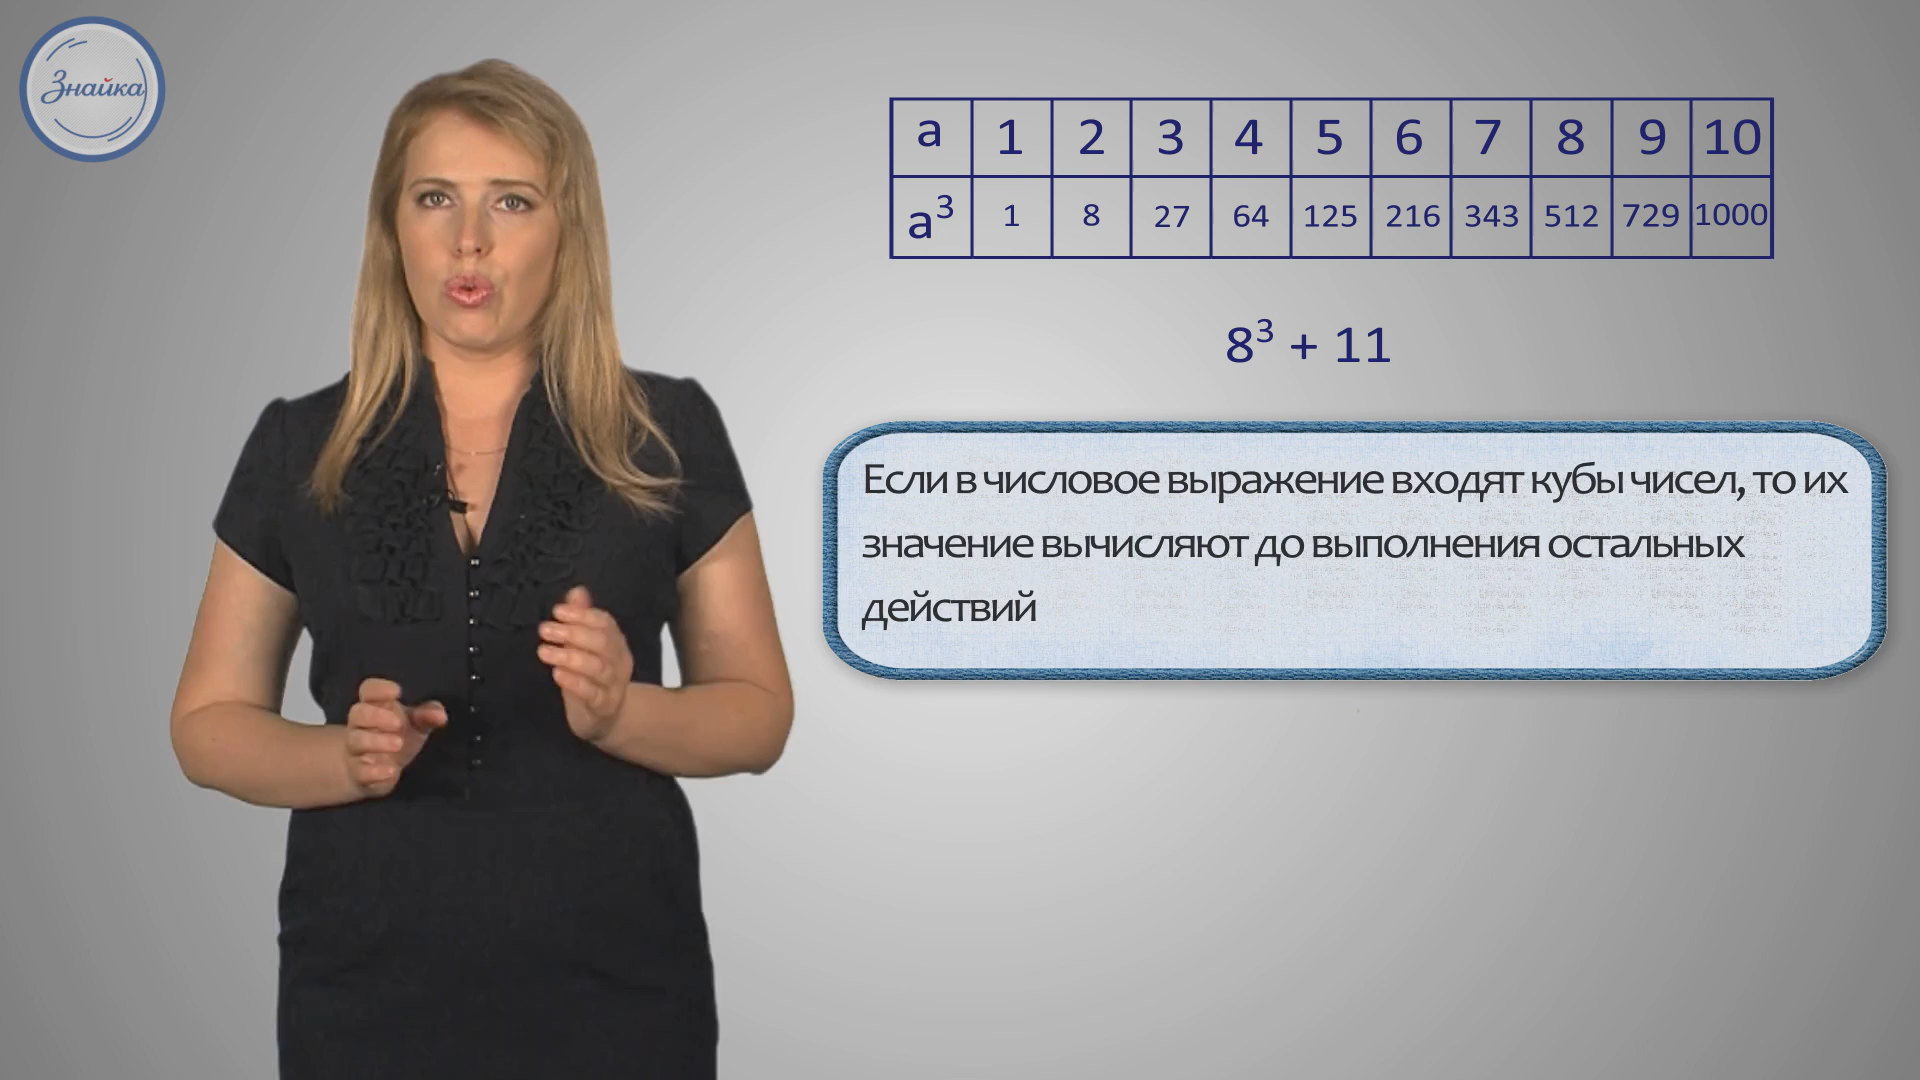 Знайка
a 1 2 3 4 5 6 7 8 9 10
a³ 1 8 27 64 125 216 343 512 729 1000
8³ + 11
Если в числовое выражение входят кубы чисел, то их
значение вычисляют до выполнения остальных
действий